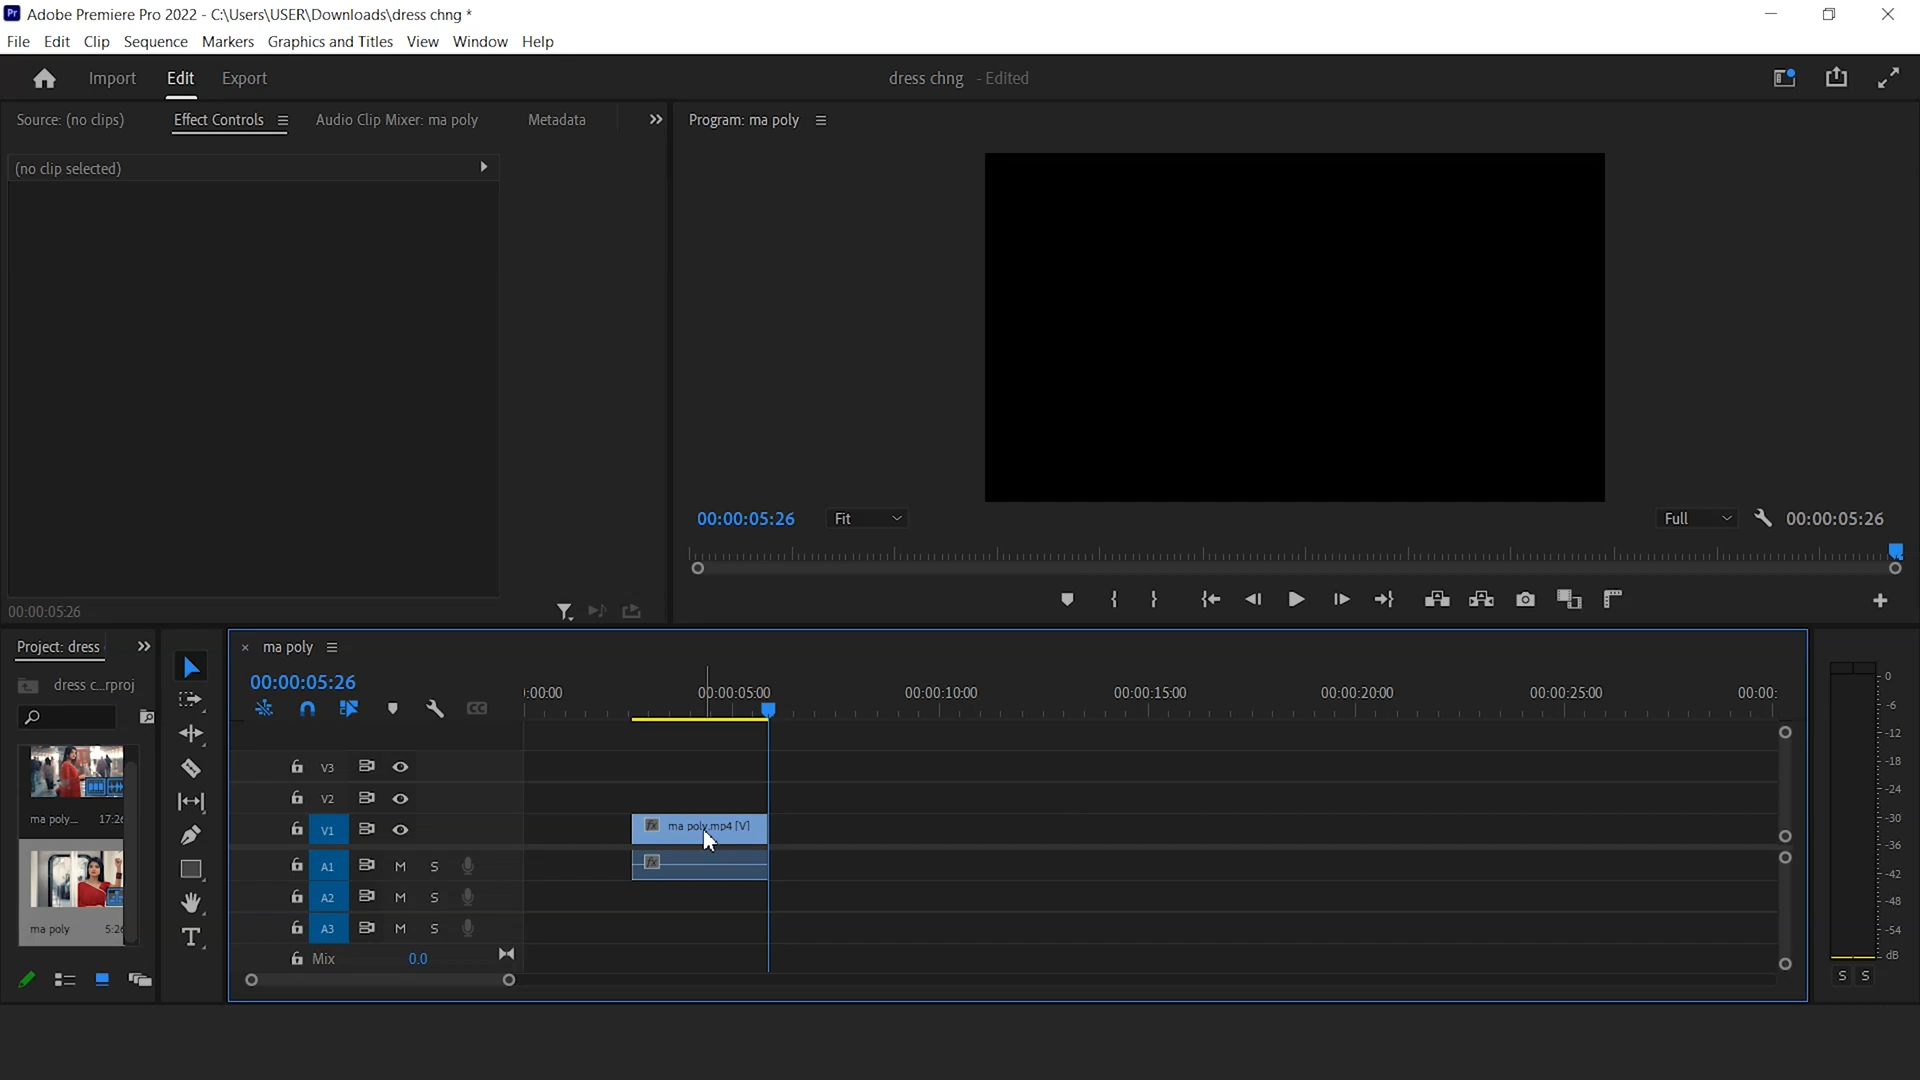 Pr Adobe Premiere Pro 2022 - C:\Users\USER\Downloads\dress chng *
File Edit Clip Sequence Markers Graphics and Titles View Window Help
Import Edit Export dress chng - Edited
Source: (no clips) Effect Controls Audio Clip Mixer: ma poly Metadata
Program: ma poly
(no clip selected)
00:00:05:26 Fit Full 00:00:05:26
00:00:05:26
Project: dress
dress c...rproj
ma poly... 17:26
ma poly 5:26
ma poly
00:00:05:26
:00:00 00:00:05:00 00:00:10:00 00:00:15:00 00:00:20:00 00:00:25:00 00:00:
V3
V2
V1 fx ma poly.mp4 [V]
A1 M S fx
A2 M S
A3 M S
Mix 0.0
0
-6
-12
-18
-24
-30
-36
-42
-48
-54
dB
S S